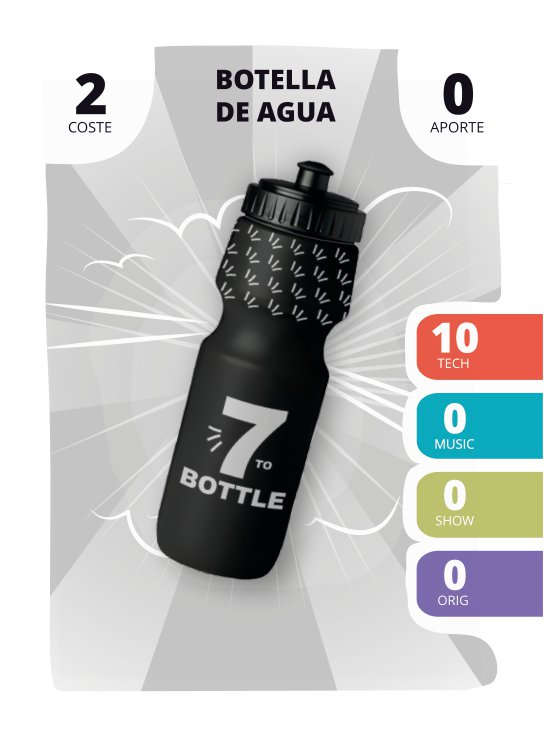 2
COSTE
BOTELLA
DE AGUA
0
APORTE
10
TECH
0
MUSIC
0
SHOW
0
ORIG
7
TO
BOTTLE